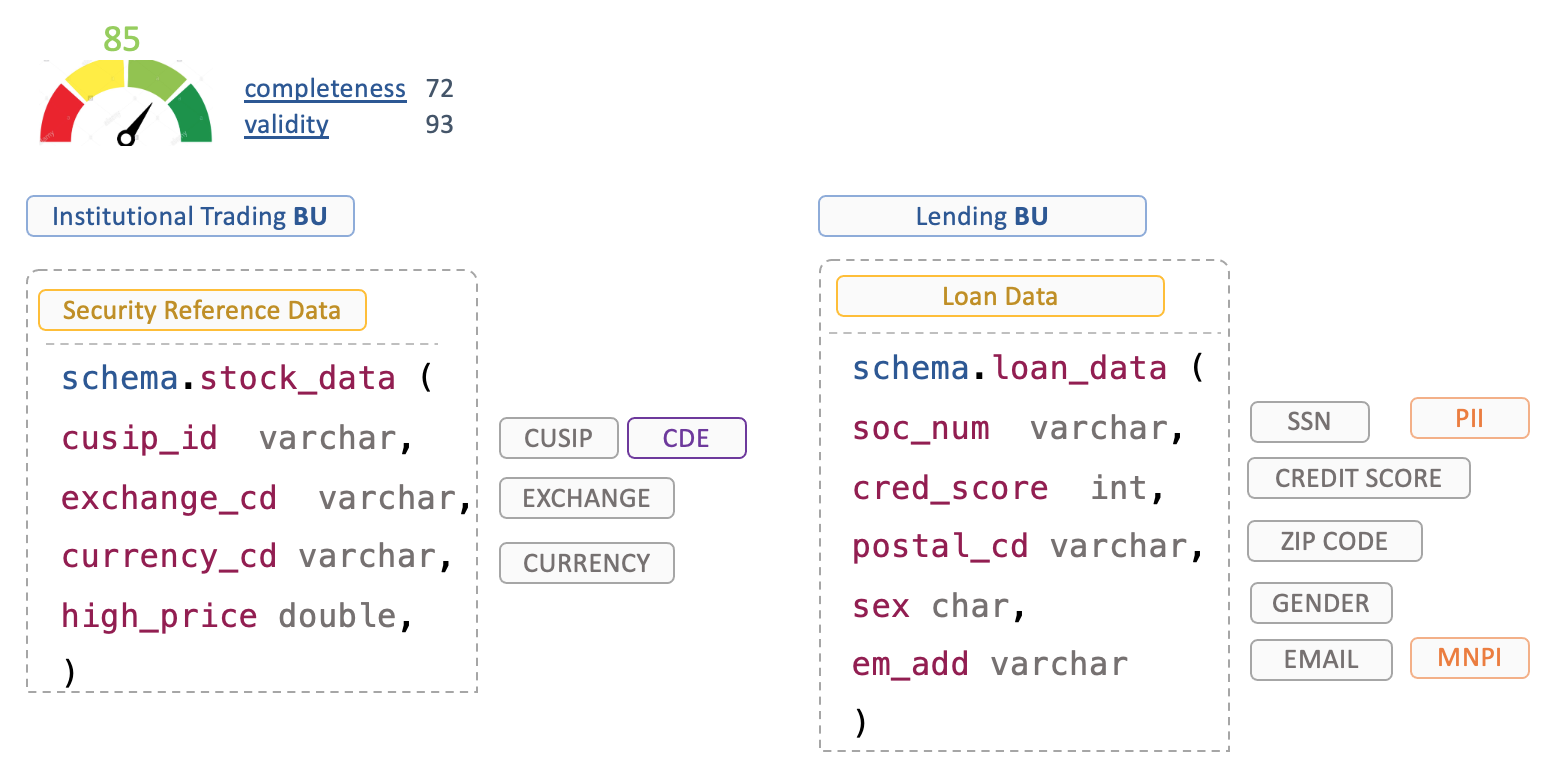 85
completeness 72
validity 93
Institutional Trading BU
Security Reference Data
schema.stock_data (
cusip_id varchar, CUSIP CDE
exchange_cd varchar, EXCHANGE
currency_cd varchar, CURRENCY
high_price double,
)
Lending BU
Loan Data
schema.loan_data (
soc_num varchar, SSN PII
cred_score int, CREDIT SCORE
postal_cd varchar, ZIP CODE
sex char, GENDER
em_add varchar EMAIL MNPI
)